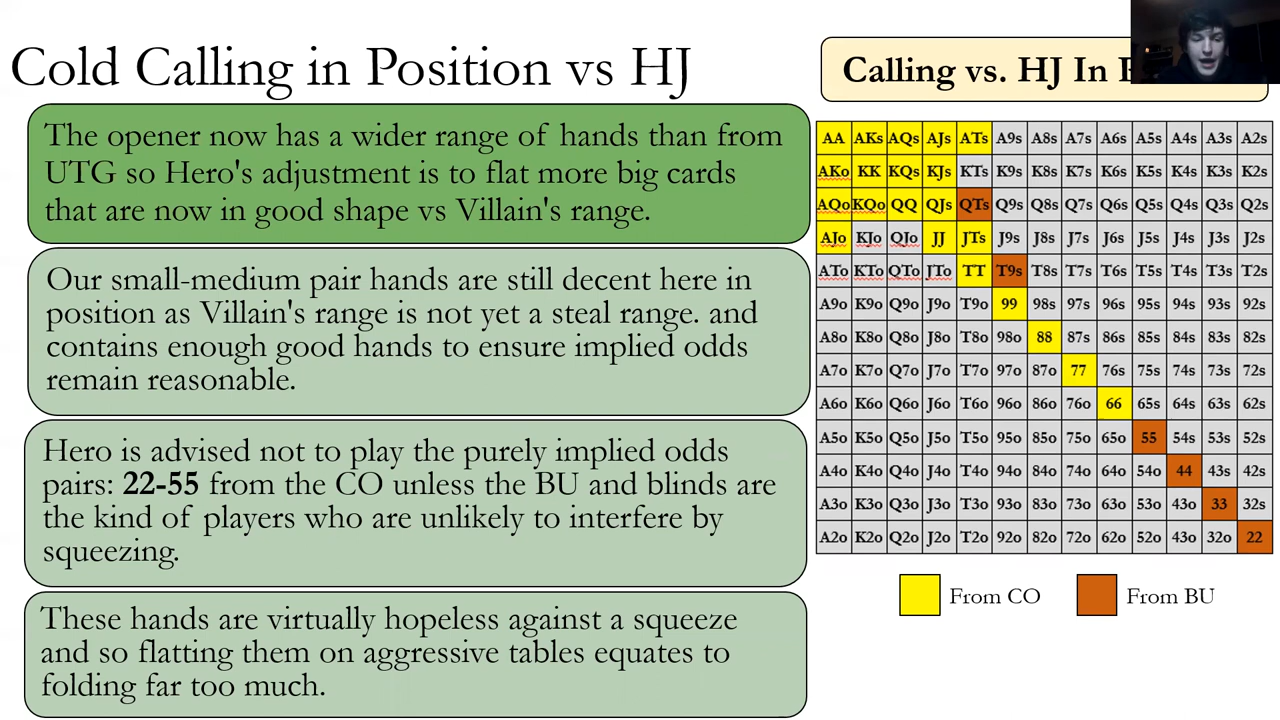 Cold Calling in Position vs HJ
The opener now has a wider range of hands than from
UTG so Hero's adjustment is to flat more big cards
that are now in good shape vs Villain's range.
Our small-medium pair hands are still decent here in
position as Villain's range is not yet a steal range. and
contains enough good hands to ensure implied odds
remain reasonable.
Hero is advised not to play the purely implied odds
pairs: 22-55 from the CO unless the BU and blinds are
the kind of players who are unlikely to interfere by
squeezing.
These hands are virtually hopeless against a squeeze
and so flatting them on aggressive tables equates to
folding far too much.
Calling vs. HJ In
AA AKs AQs AJs ATs A9s A8s A7s A6s A5s A4s A3s A2s
AKo KK KQs KJs KTs K9s K8s K7s K6s K5s K4s K3s K2s
AQo KQo QQ QJs QTs Q9s Q8s Q7s Q6s Q5s Q4s Q3s Q2s
AJo KJo QJo JJ JTs J9s J8s J7s J6s J5s J4s J3s J2s
ATo KTo QTo JTo TT T9s T8s T7s T6s T5s T4s T3s T2s
A9o K9o Q9o J9o T9o 99 98s 97s 96s 95s 94s 93s 92s
A8o K8o Q8o J8o T8o 98o 88 87s 86s 85s 84s 83s 82s
A7o K7o Q7o J7o T7o 97o 87o 77 76s 75s 74s 73s 72s
A6o K6o Q6o J6o T6o 96o 86o 76o 66 65s 64s 63s 62s
A5o K5o Q5o J5o T5o 95o 85o 75o 65o 55 54s 53s 52s
A4o K4o Q4o J4o T4o 94o 84o 74o 64o 54o 44 43s 42s
A3o K3o Q3o J3o T3o 93o 83o 73o 63o 53o 43o 33 32s
A2o K2o Q2o J2o T2o 92o 82o 72o 62o 52o 43o 32o 22
From CO From BU